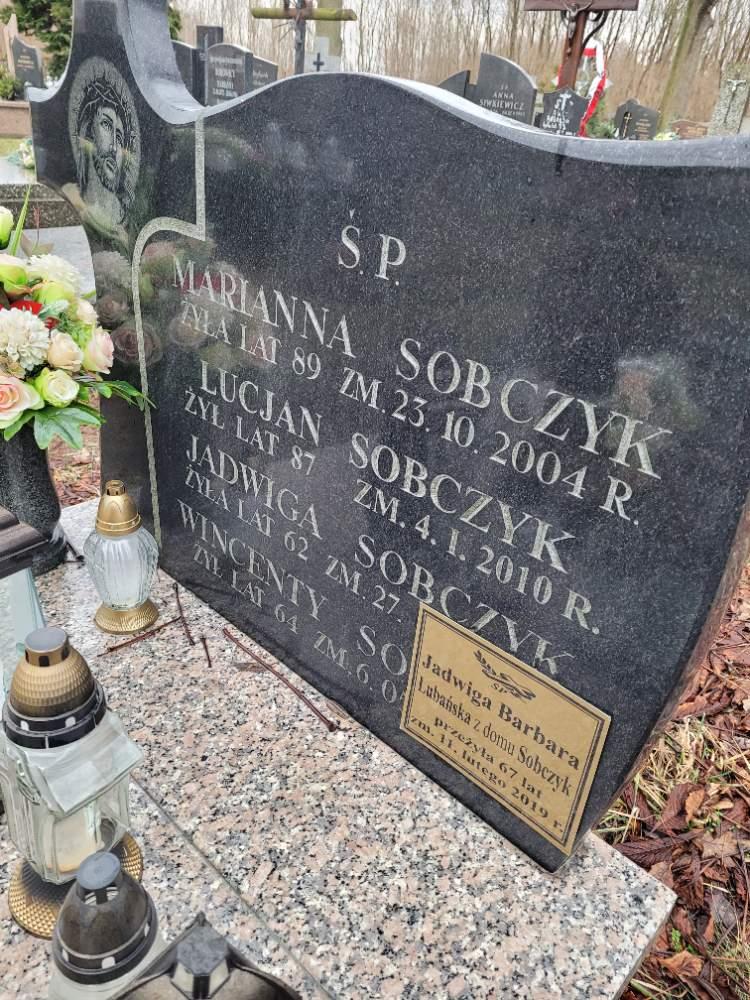 Ś.P.
MARIANNA SOBCZYK
ŻYŁA LAT 89 ZM. 23. 10. 2004 R.
LUCJAN SOBCZYK
ŻYŁ LAT 87 ZM. 4. 1. 2010 R.
JADWIGA SOBCZYK
ŻYŁA LAT 62 ZM. 27.
WINCENTY SO
ŻYŁ LAT 64 ZM. 6. 0
ŚP
Jadwiga Barbara
Lubańska z domu Sobczyk
przeżyła 67 lat
zm. 11. lutego 2019 r.
ANNA
SIWKIEWICZ